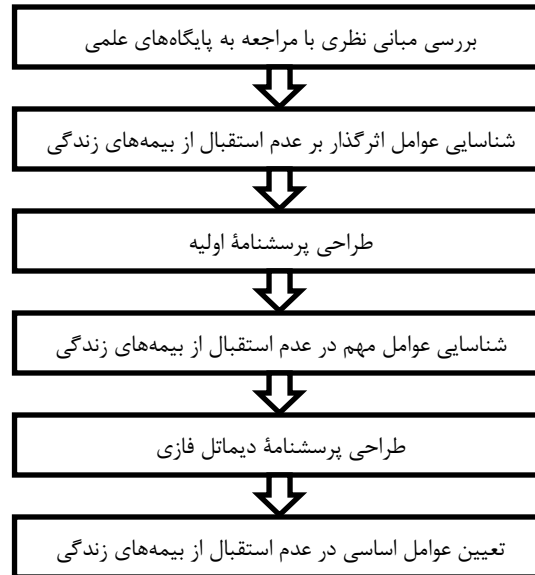 بررسی مبانی نظری با مراجعه به پایگاه‌های علمی
شناسایی عوامل اثرگذار بر عدم استقبال از بیمه‌های زندگی
طراحی پرسشنامۀ اولیه
شناسایی عوامل مهم در عدم استقبال از بیمه‌های زندگی
طراحی پرسشنامۀ دیماتل فازی
تعیین عوامل اساسی در عدم استقبال از بیمه‌های زندگی